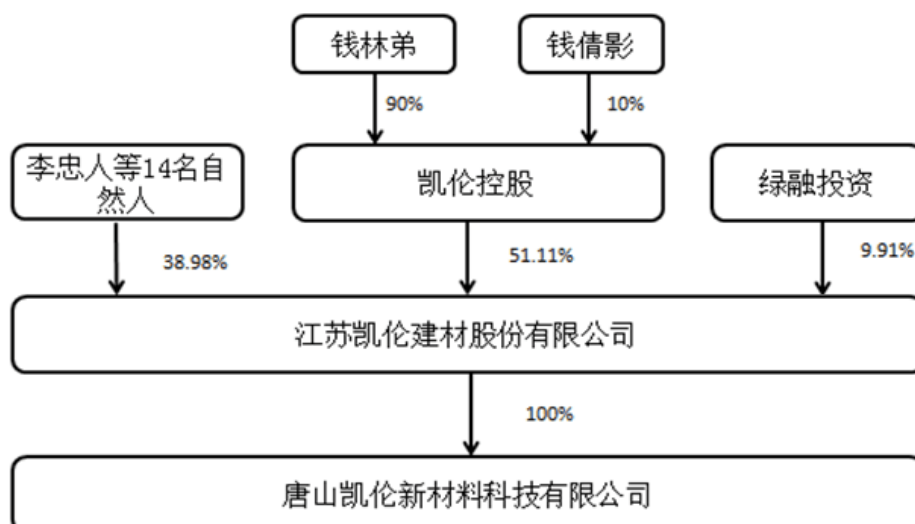 钱林弟
钱倩影
90%
10%
李忠人等14名自
然人
凯伦控股
绿融投资
38.98%
51.11%
9.91%
江苏凯伦建材股份有限公司
100%
唐山凯伦新材料科技有限公司